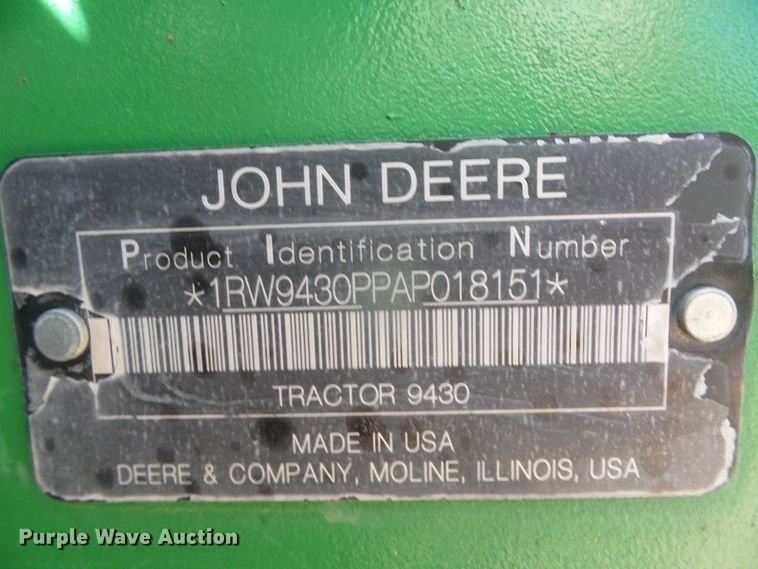 JOHN DEERE
Product Identification Number
*1RW9430PPAP018151*
TRACTOR 9430
MADE IN USA
DEERE & COMPANY, MOLINE, ILLINOIS, USA
Purple Wave Auction